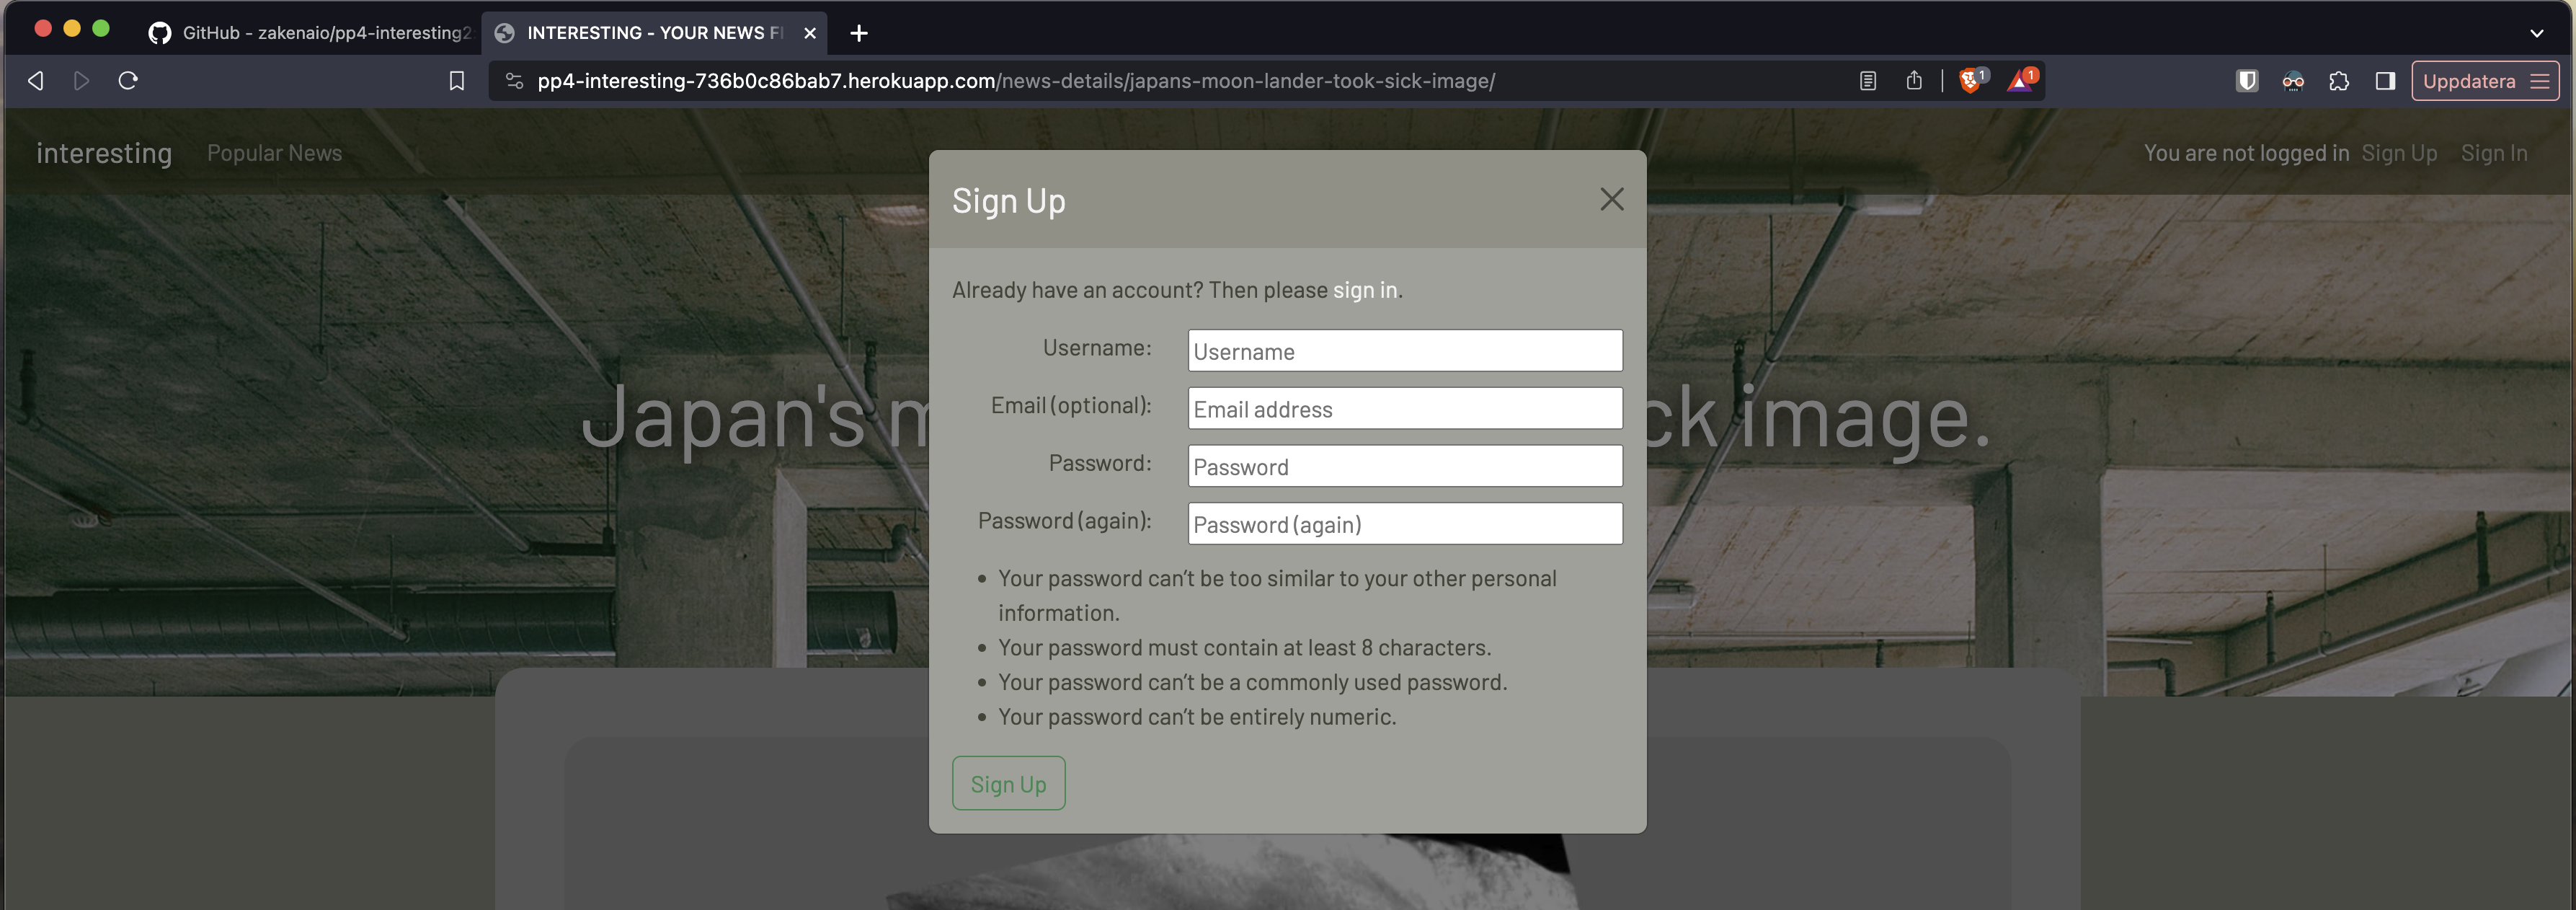 GitHub - zakenaio/pp4-interesting2
INTERESTING - YOUR NEWS F
pp4-interesting-736b0c86bab7.herokuapp.com/news-details/japans-moon-lander-took-sick-image/
1
1
Uppdatera
interesting
Popular News
You are not logged in
Sign Up
Sign In
Japan's m
ck image.
Sign Up
Already have an account? Then please sign in.
Username:
Username
Email (optional):
Email address
Password:
Password
Password (again):
Password (again)
• Your password can’t be too similar to your other personal
information.
• Your password must contain at least 8 characters.
• Your password can’t be a commonly used password.
• Your password can’t be entirely numeric.
Sign Up